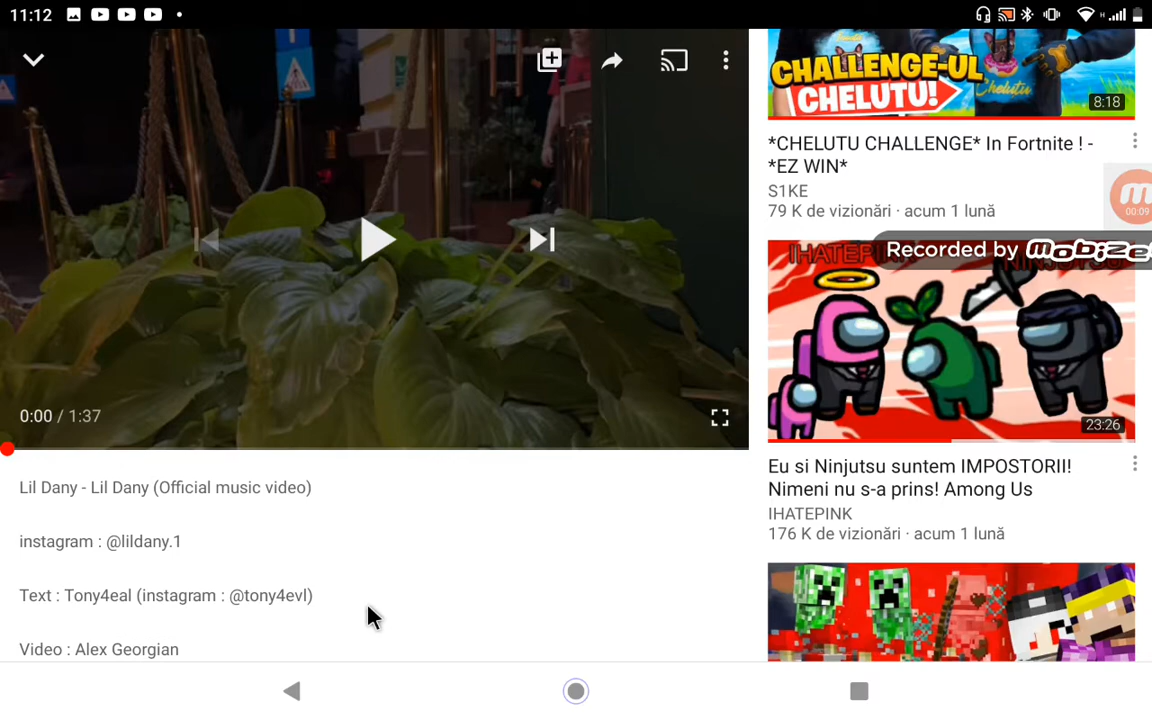 11:12
H
0:00 / 1:37
Lil Dany - Lil Dany (Official music video)
instagram : @lildany.1
Text : Tony4eal (instagram : @tony4evl)
Video : Alex Georgian
CHALLENGE-UL
CHELUTU!
Chelutu
8:18
*CHELUTU CHALLENGE* In Fortnite ! -
*EZ WIN*
S1KE
79 K de vizionări · acum 1 lună
00:09
Recorded by
IHATEPI
23:26
Eu si Ninjutsu suntem IMPOSTORII!
Nimeni nu s-a prins! Among Us
IHATEPINK
176 K de vizionări · acum 1 lună